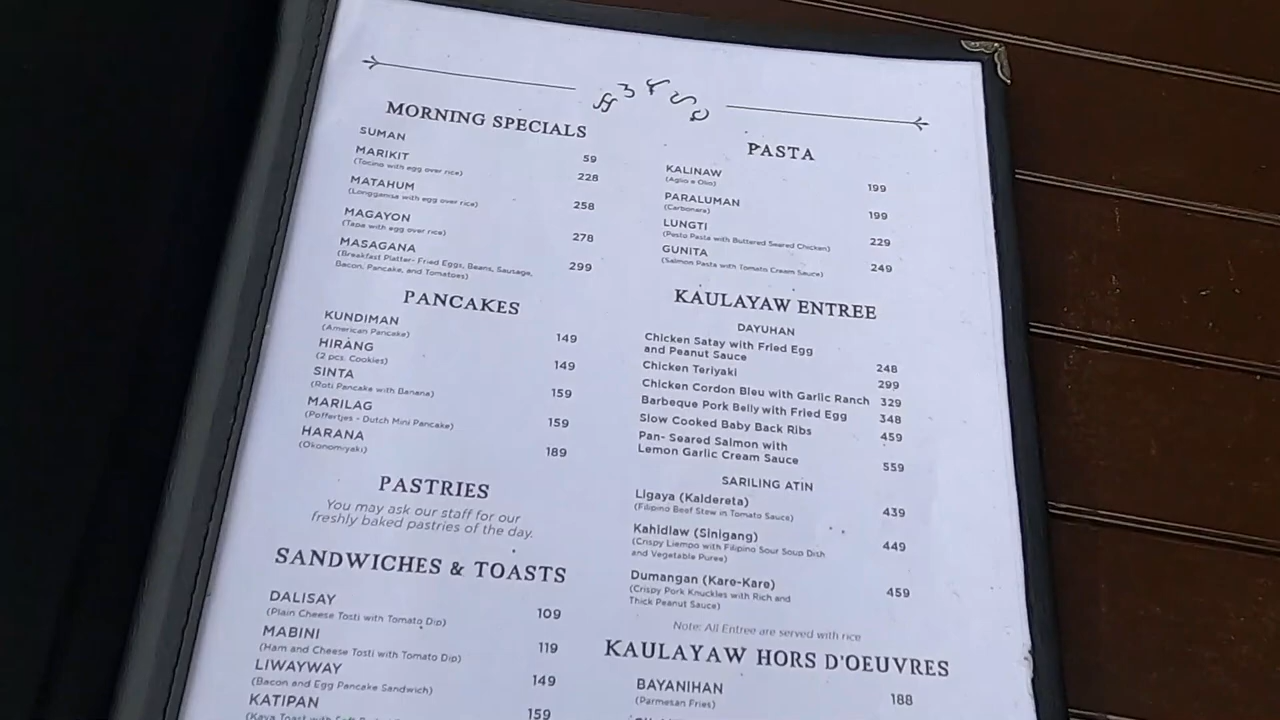 MORNING SPECIALS
SUMAN 59
MARIKIT 228
(Tocino with egg over rice)
MATAHUM 258
(Longganisa with egg over rice)
MAGAYON 278
(Tapa with egg over rice)
MASAGANA 299
(Breakfast Platter- Fried Eggs, Beans, Sausage,
Bacon, Pancake, and Tomatoes)
PANCAKES
KUNDIMAN 149
(American Pancake)
HIRANG 149
(2 pcs. Cookies)
SINTA 159
(Roti Pancake with Banana)
MARILAG 159
(Poffertjes - Dutch Mini Pancake)
HARANA 189
(Okonomiyaki)
PASTRIES
You may ask our staff for our
freshly baked pastries of the day.
SANDWICHES & TOASTS
DALISAY 109
(Plain Cheese Tosti with Tomato Dip)
MABINI 119
(Ham and Cheese Tosti with Tomato Dip)
LIWAYWAY 149
(Bacon and Egg Pancake Sandwich)
KATIPAN 159
(Kaya Toast with
PASTA
KALINAW 199
(Aglio e Olio)
PARALUMAN 199
(Carbonara)
LUNGTI 229
(Pesto Pasta with Buttered Seared Chicken)
GUNITA 249
(Salmon Pasta with Tomato Cream Sauce)
KAULAYAW ENTREE
DAYUHAN
Chicken Satay with Fried Egg
and Peanut Sauce 248
Chicken Teriyaki 299
Chicken Cordon Bleu with Garlic Ranch 329
Barbeque Pork Belly with Fried Egg 348
Slow Cooked Baby Back Ribs 459
Pan- Seared Salmon with
Lemon Garlic Cream Sauce 559
SARILING ATIN
Ligaya (Kaldereta) 439
(Filipino Beef Stew in Tomato Sauce)
Kahidlaw (Sinigang) 449
(Crispy Liempo with Filipino Sour Soup Dish
and Vegetable Puree)
Dumangan (Kare-Kare) 459
(Crispy Pork Knuckles with Rich and
Thick Peanut Sauce)
Note: All Entree are served with rice
KAULAYAW HORS D'OEUVRES
BAYANIHAN 188
(Parmesan Fries)